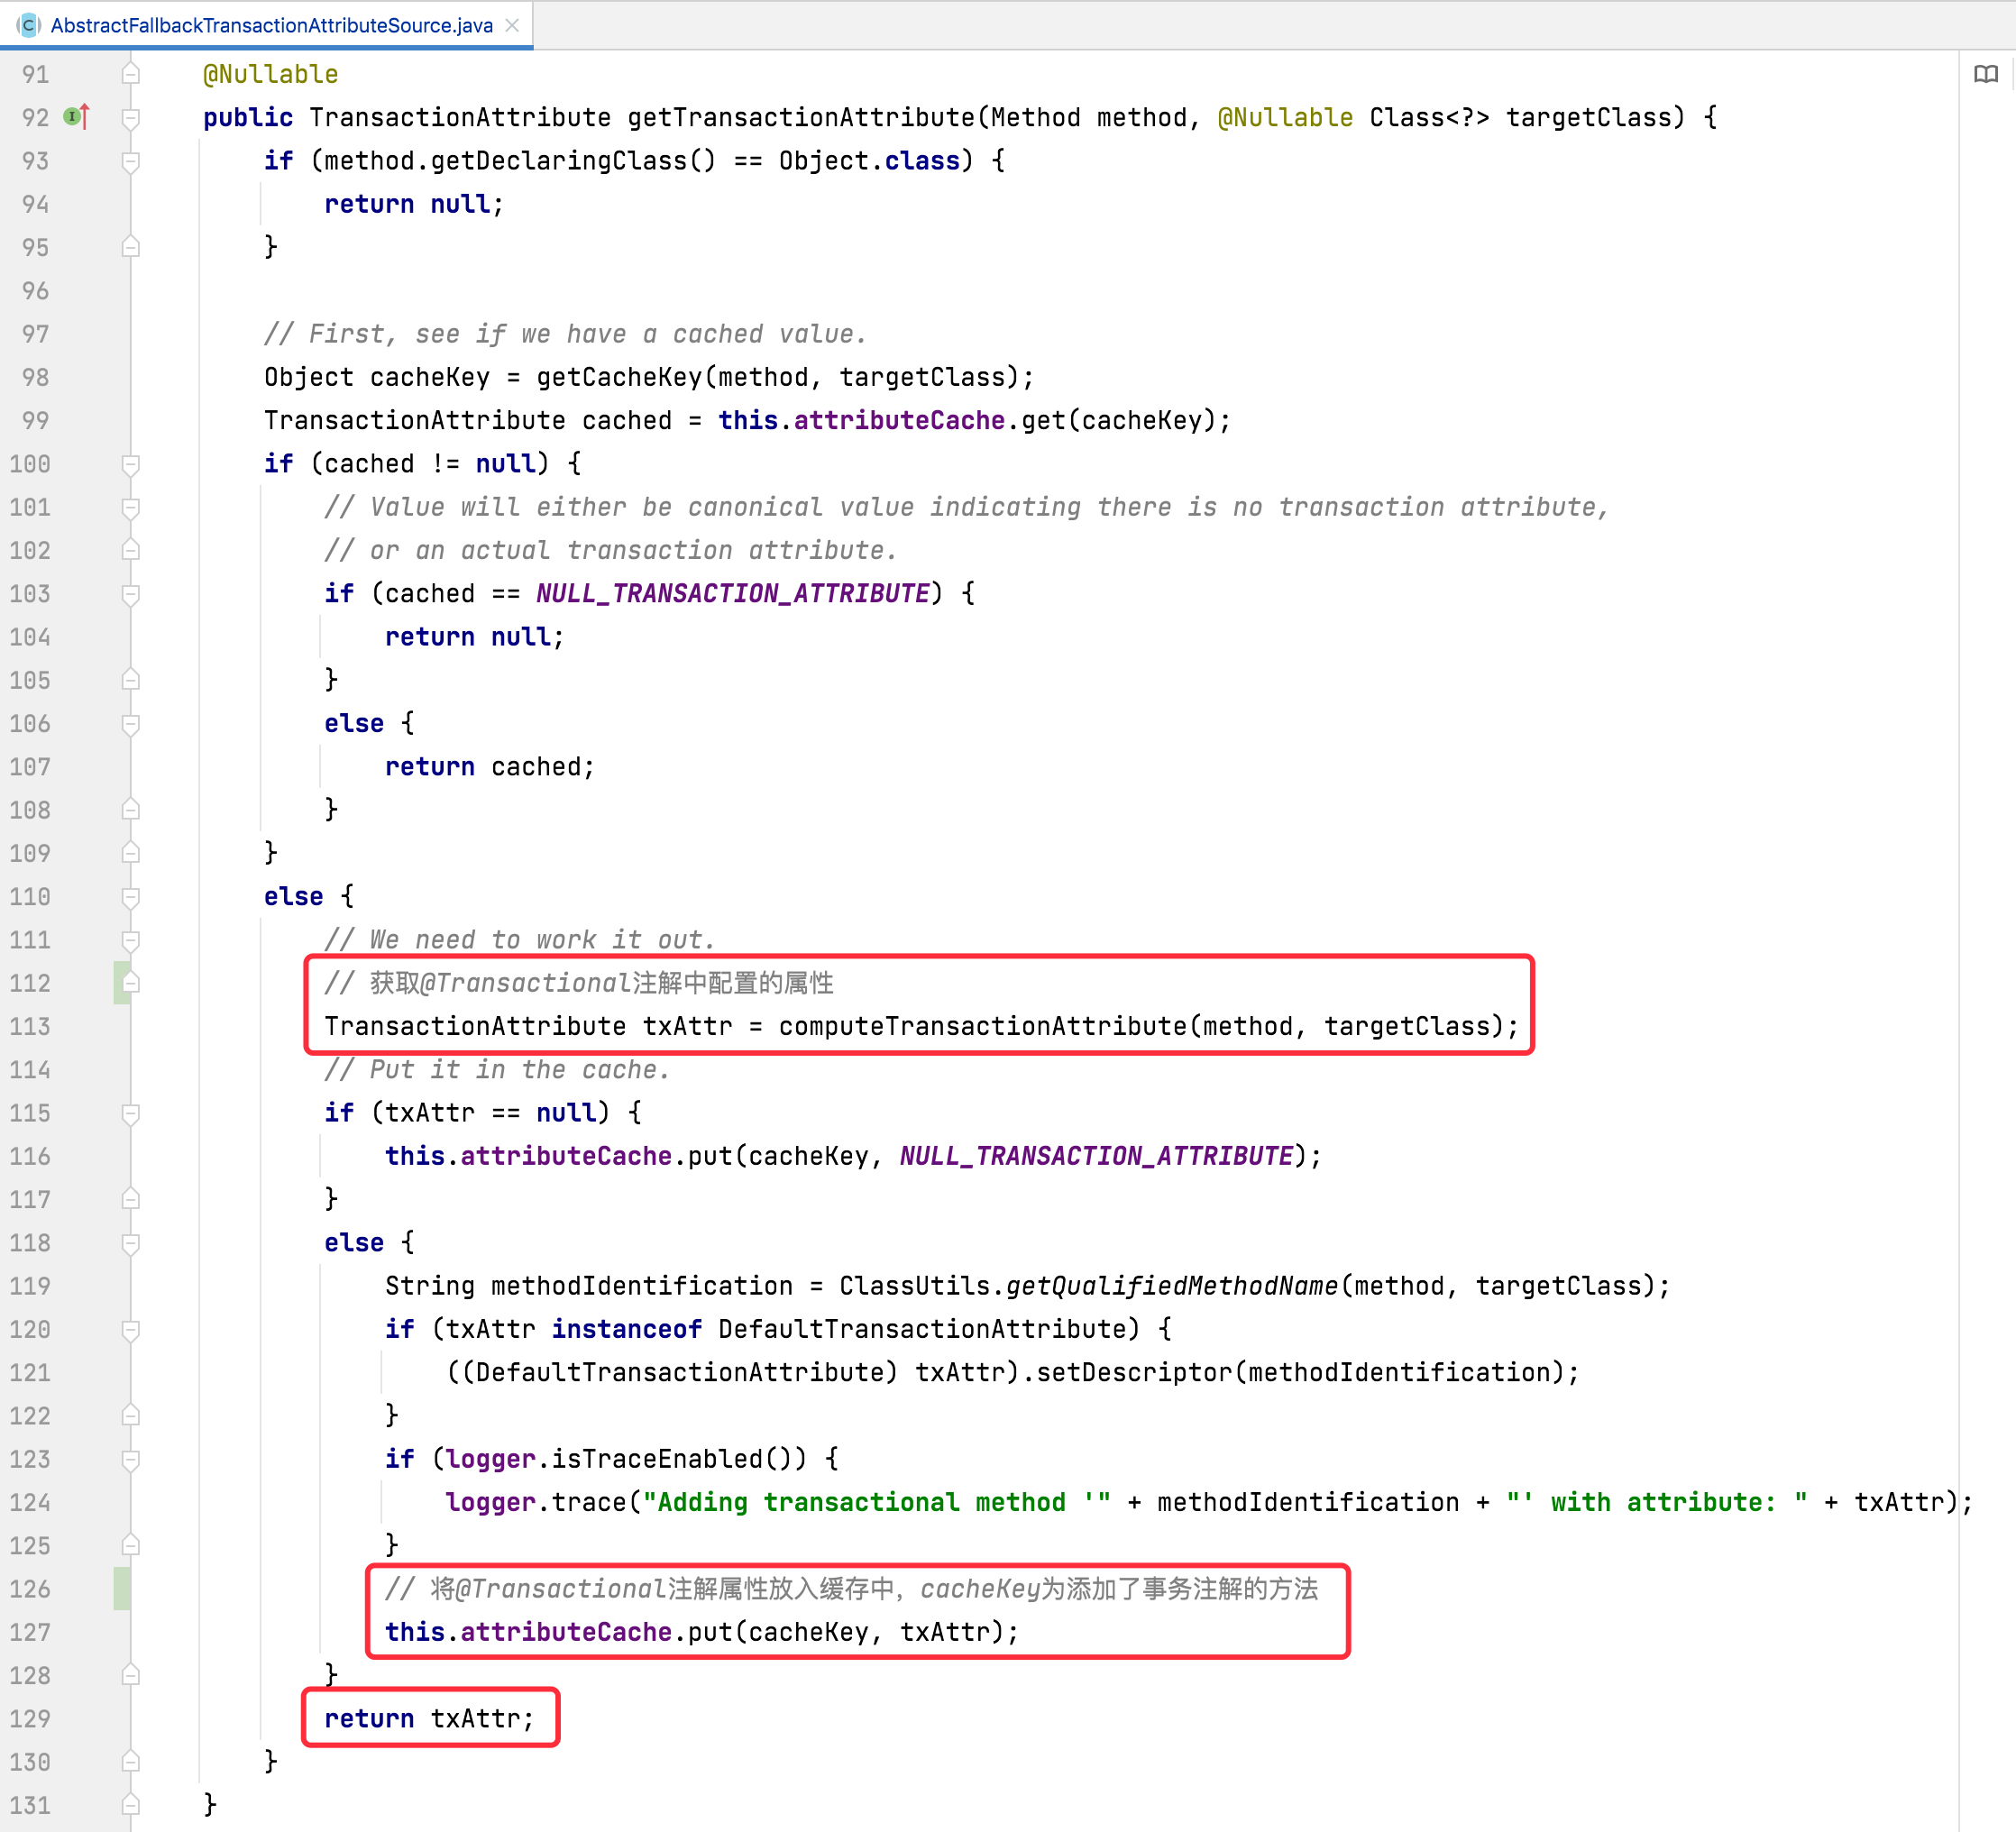 AbstractFallbackTransactionAttributeSource.java
91 @Nullable
92 public TransactionAttribute getTransactionAttribute(Method method, @Nullable Class<?> targetClass) {
93 if (method.getDeclaringClass() == Object.class) {
94 return null;
95 }
96
97 // First, see if we have a cached value.
98 Object cacheKey = getCacheKey(method, targetClass);
99 TransactionAttribute cached = this.attributeCache.get(cacheKey);
100 if (cached != null) {
101 // Value will either be canonical value indicating there is no transaction attribute,
102 // or an actual transaction attribute.
103 if (cached == NULL_TRANSACTION_ATTRIBUTE) {
104 return null;
105 }
106 else {
107 return cached;
108 }
109 }
110 else {
111 // We need to work it out.
112 // 获取@Transactional注解中配置的属性
113 TransactionAttribute txAttr = computeTransactionAttribute(method, targetClass);
114 // Put it in the cache.
115 if (txAttr == null) {
116 this.attributeCache.put(cacheKey, NULL_TRANSACTION_ATTRIBUTE);
117 }
118 else {
119 String methodIdentification = ClassUtils.getQualifiedMethodName(method, targetClass);
120 if (txAttr instanceof DefaultTransactionAttribute) {
121 ((DefaultTransactionAttribute) txAttr).setDescriptor(methodIdentification);
122 }
123 if (logger.isTraceEnabled()) {
124 logger.trace("Adding transactional method '" + methodIdentification + "' with attribute: " + txAttr);
125 }
126 // 将@Transactional注解属性放入缓存中，cacheKey为添加了事务注解的方法
127 this.attributeCache.put(cacheKey, txAttr);
128 }
129 return txAttr;
130 }
131 }